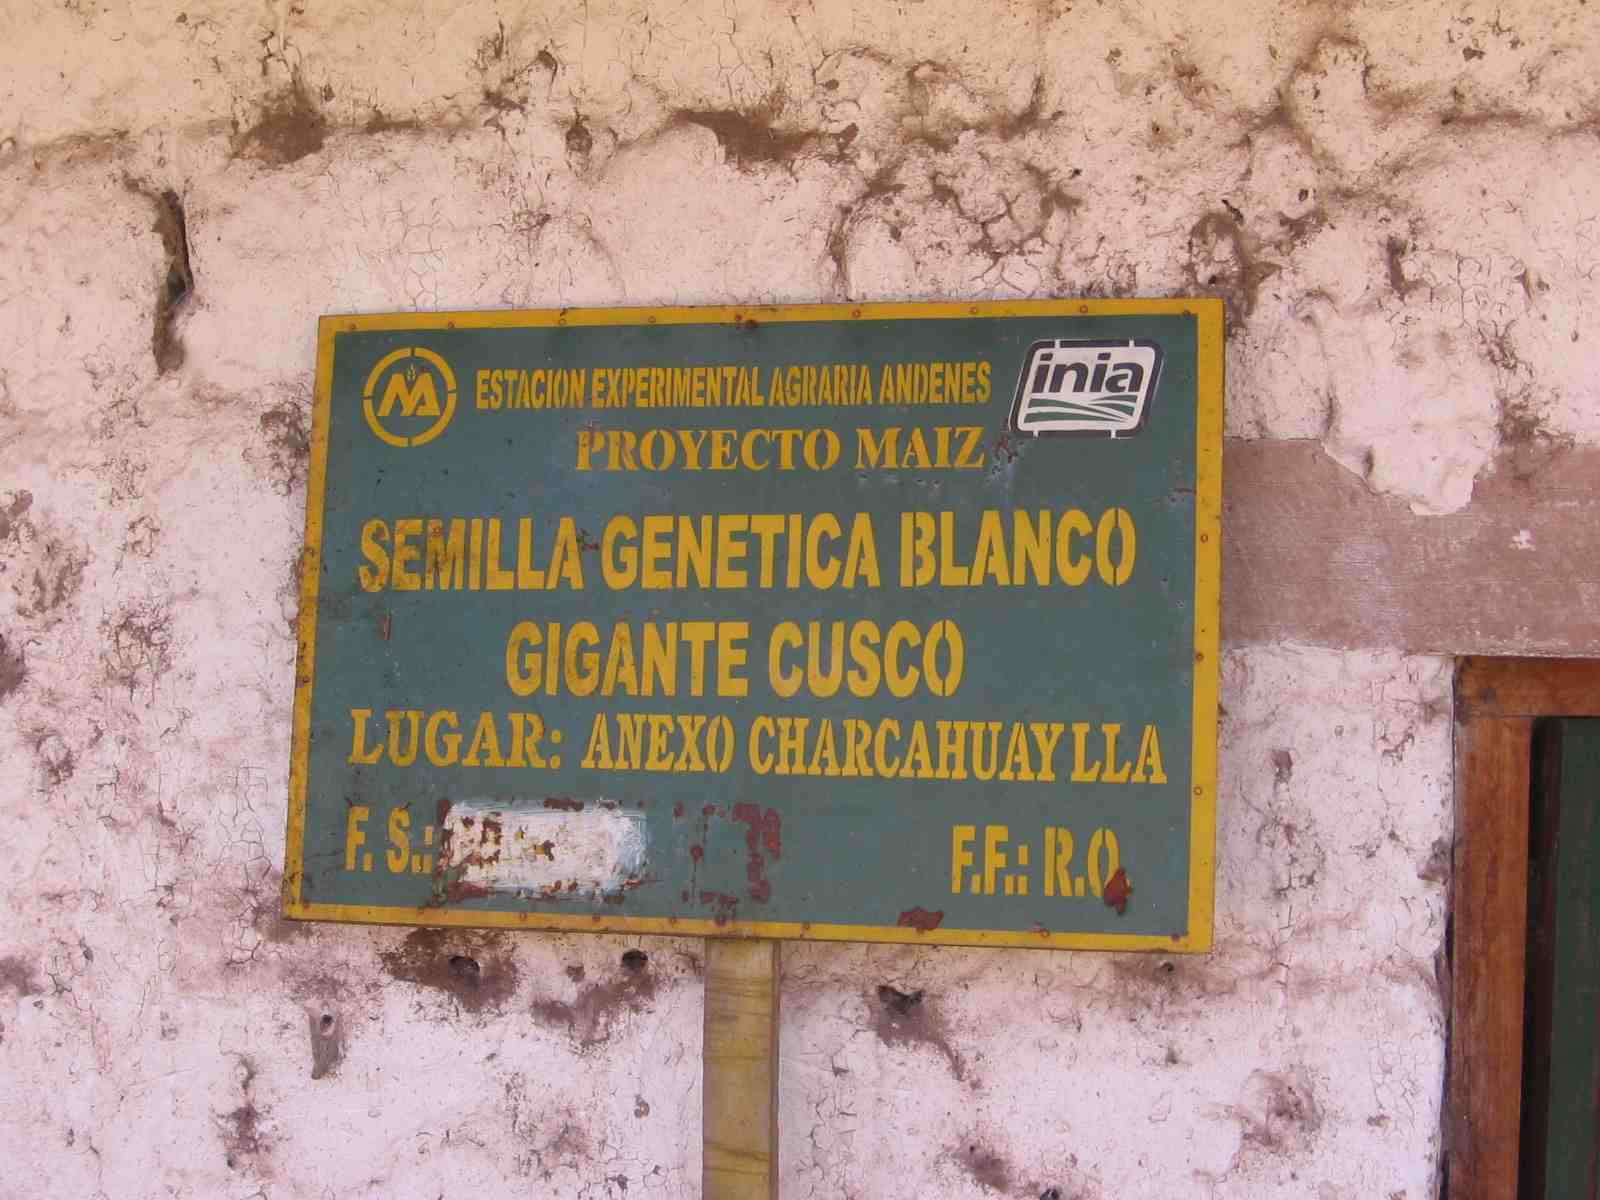 ESTACION EXPERIMENTAL AGRARIA ANDENES
inia
PROYECTO MAIZ
SEMILLA GENETICA BLANCO
GIGANTE CUSCO
LUGAR: ANEXO CHARCAHUAYLLA
F. S.:
F.F.: R.O.